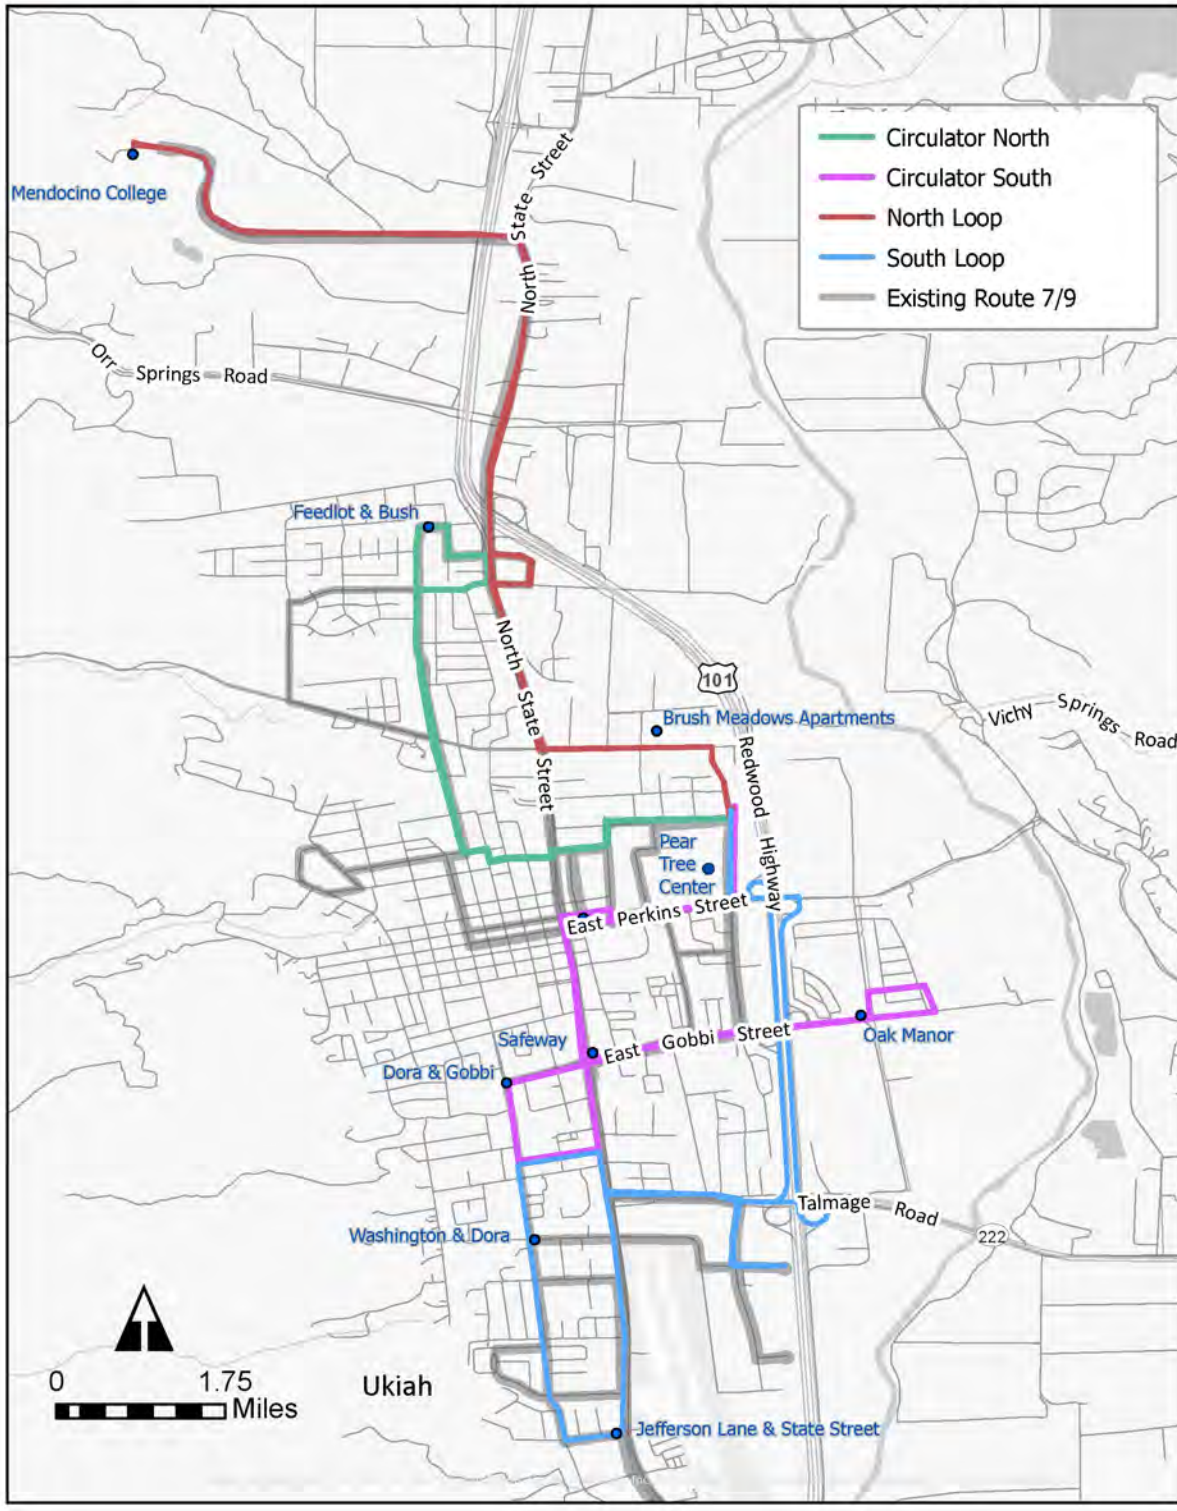 Circulator North
Circulator South
North Loop
South Loop
Existing Route 7/9
Mendocino College
North State Street
Orr Springs Road
Feedlot & Bush
North State Street
101
Brush Meadows Apartments
Vichy Springs Road
Redwood Highway
Pear
Tree
Center
East Perkins Street
Safeway
East Gobbi Street
Oak Manor
Dora & Gobbi
Talmage Road
222
Washington & Dora
0 1.75
Miles
Ukiah
Jefferson Lane & State Street